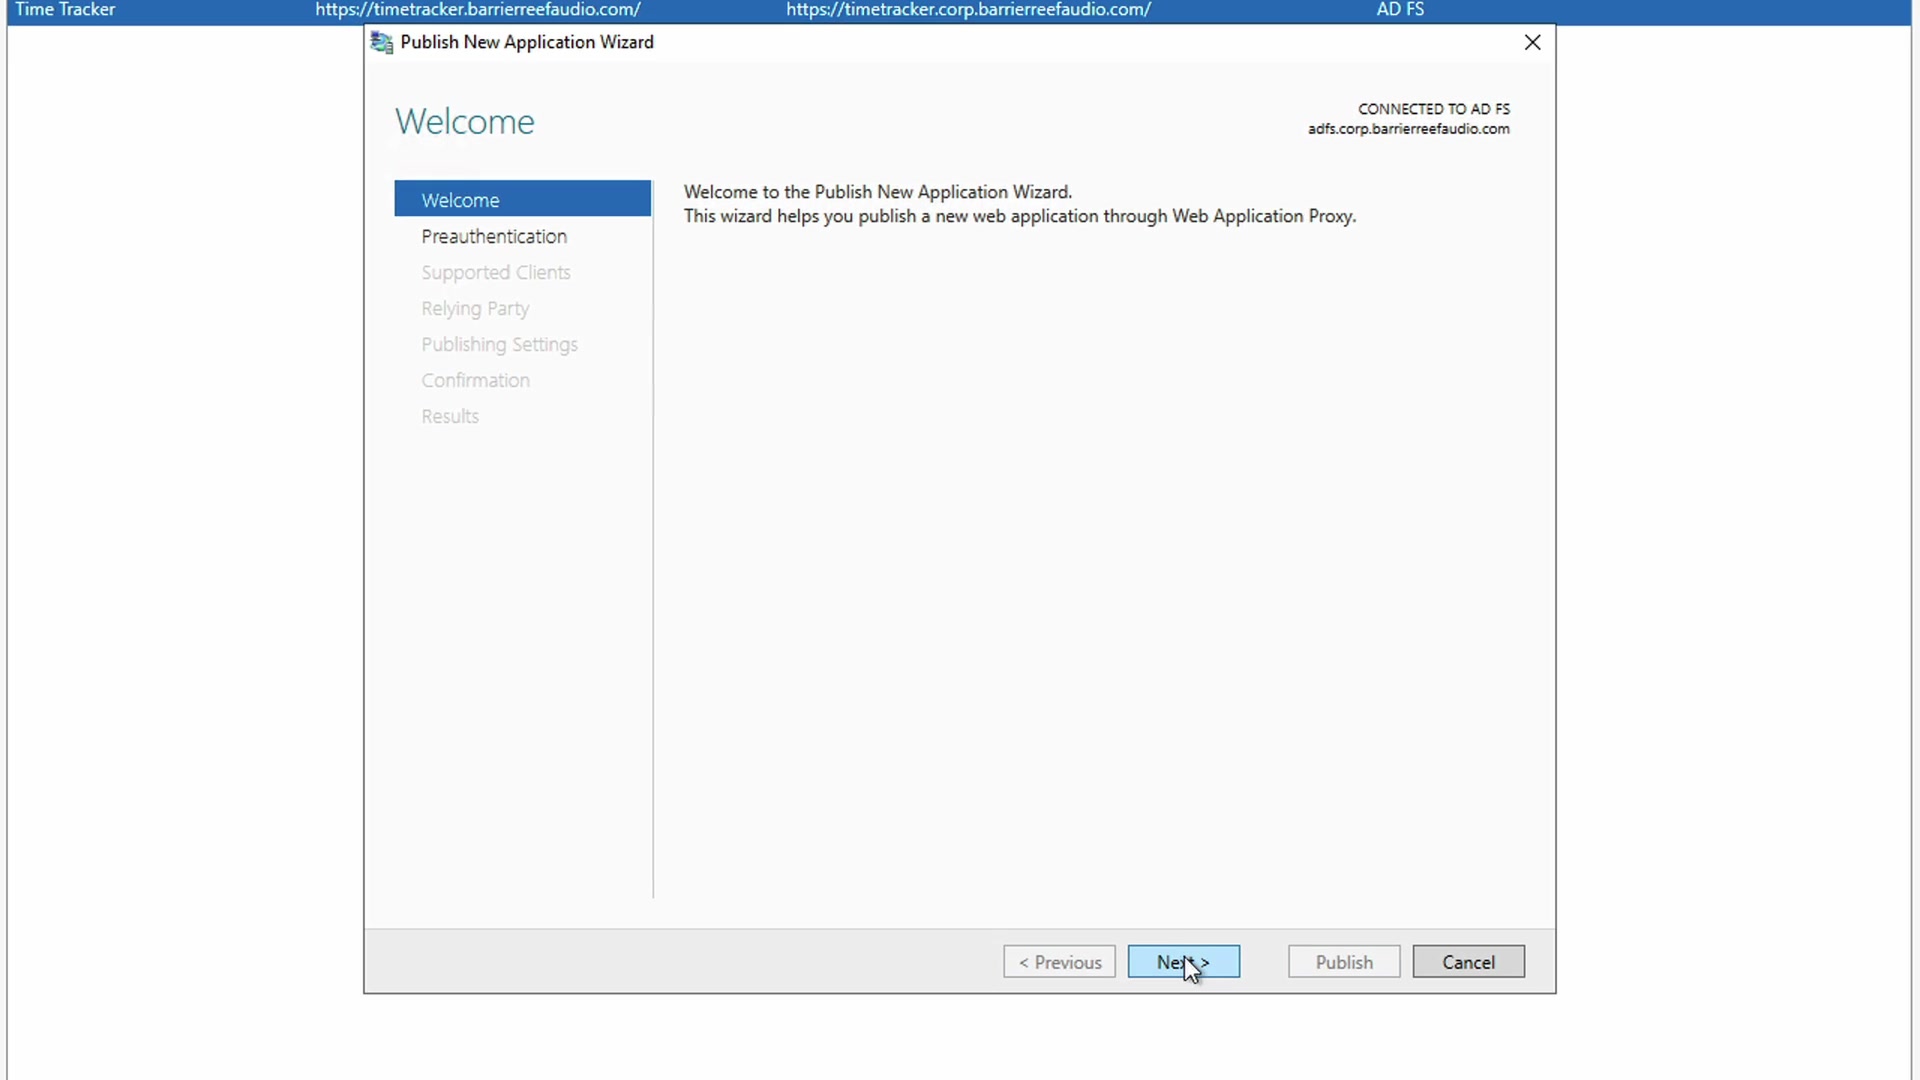 Time Tracker https://timetracker.barrierreefaudio.com/ https://timetracker.corp.barrierreefaudio.com/ AD FS
Publish New Application Wizard
Welcome
CONNECTED TO AD FS
adfs.corp.barrierreefaudio.com
Welcome
Preauthentication
Supported Clients
Relying Party
Publishing Settings
Confirmation
Results
Welcome to the Publish New Application Wizard.
This wizard helps you publish a new web application through Web Application Proxy.
< Previous Next > Publish Cancel